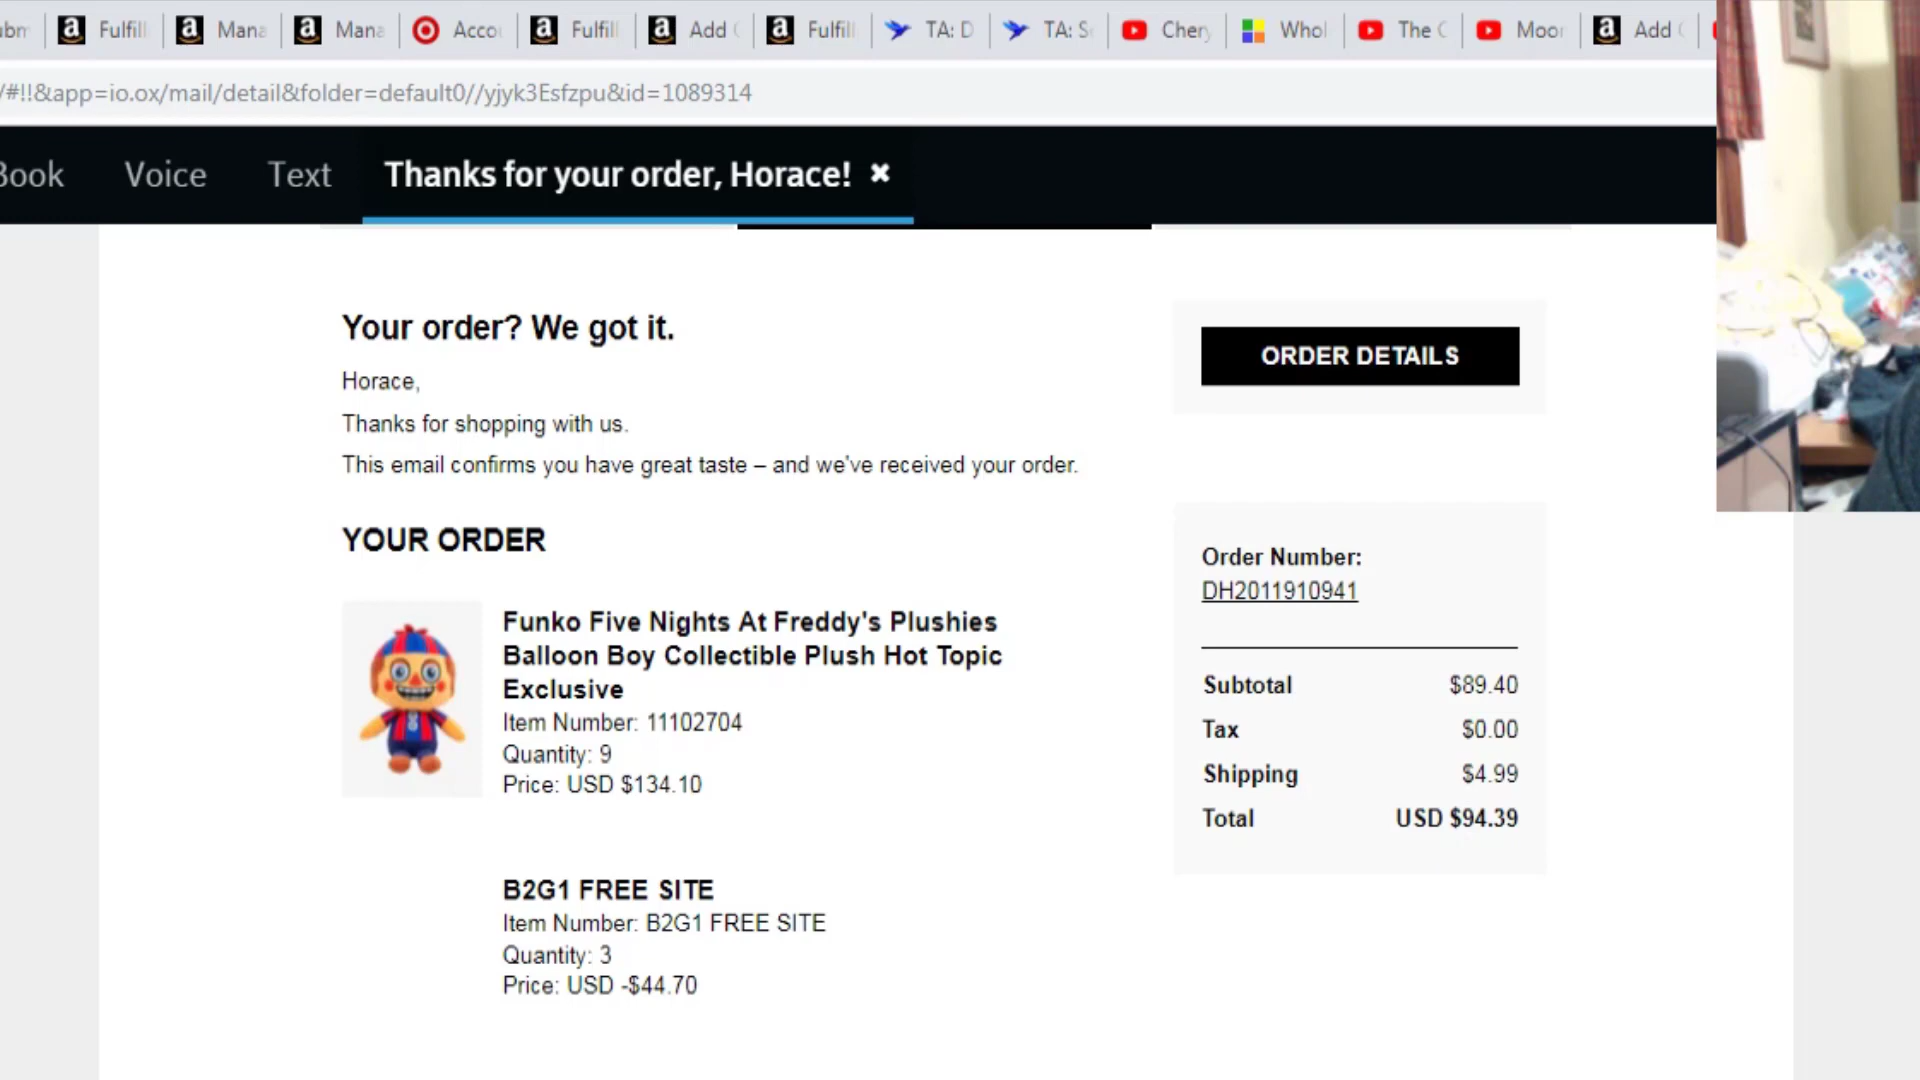 Fulfill Mana Mana Accou Fulfill Add Fulfill TA: D TA: S Cher Whol The Moor Add
/#!!&app=io.ox/mail/detail&folder=default0//yjyk3Esfzpu&id=1089314
Book Voice Text Thanks for your order, Horace! ✖
Your order? We got it.
ORDER DETAILS
Horace,
Thanks for shopping with us.
This email confirms you have great taste – and we've received your order.
YOUR ORDER
Funko Five Nights At Freddy's Plushies
Balloon Boy Collectible Plush Hot Topic
Exclusive
Item Number: 11102704
Quantity: 9
Price: USD $134.10
B2G1 FREE SITE
Item Number: B2G1 FREE SITE
Quantity: 3
Price: USD -$44.70
Order Number:
DH2011910941
Subtotal $89.40
Tax $0.00
Shipping $4.99
Total USD $94.39